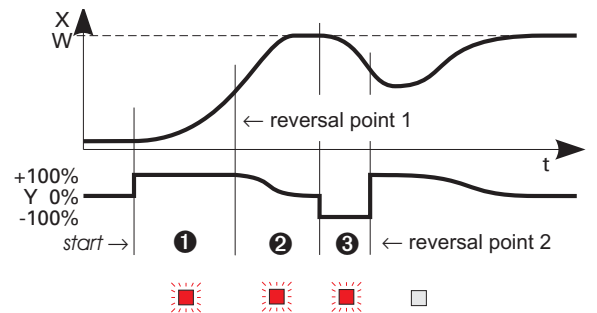 X
W
← reversal point 1
t
+100%
Y 0%
-100%
start → ❶ ❷ ❸ ← reversal point 2